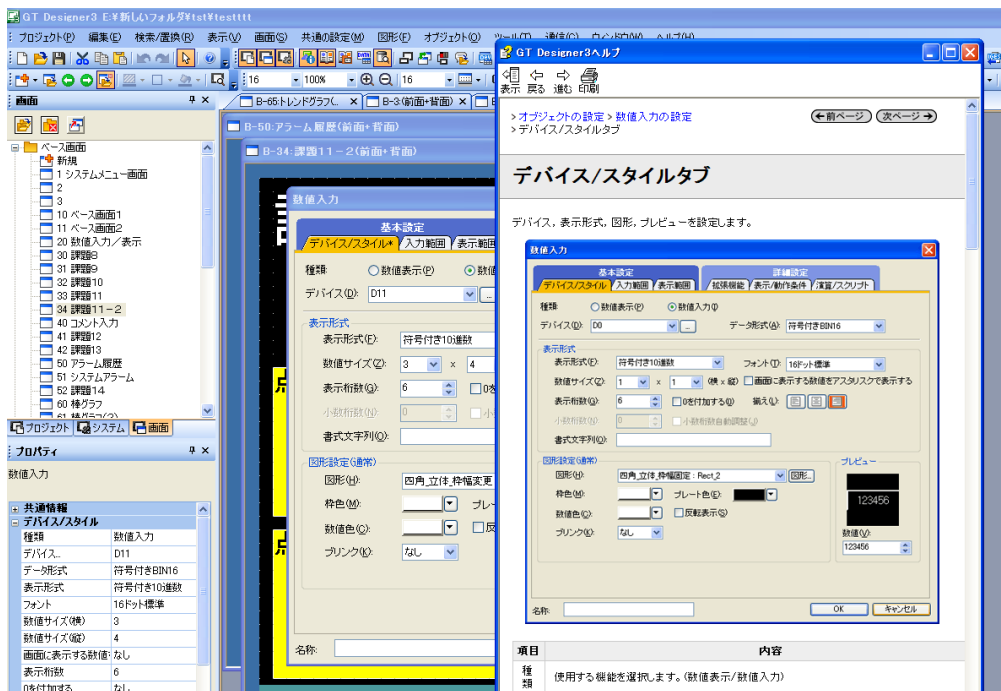 GT Designer3 E:¥新しいフォルダ¥tst¥testttt
プロジェクト(P) 編集(E) 検索/置換(R) 表示(V) 画面(S) 共通の設定(M) 図形(F) オブジェクト(O)
16 100% 16
画面
B-65:トレンドグラフ(.. B-3:(前面+背面)
B-50:アラーム履歴(前面+背面)
B-34:課題11-2(前面+背面)
ベース画面
新規
1 システムメニュー画面
2
3
10 ベース画面1
11 ベース画面2
20 数値入力/表示
30 課題8
31 課題9
32 課題10
33 課題11
34 課題11-2
40 コメント入力
41 課題12
42 課題13
50 アラーム履歴
51 システムアラーム
52 課題14
60 棒グラフ
61 棒グラフ(2)
プロジェクト システム 画面
プロパティ
数値入力
共通情報
デバイス/スタイル
種類 数値入力
デバイス... D11
データ形式 符号付きBIN16
表示形式 符号付き10進数
フォント 16ドット標準
数値サイズ(横) 3
数値サイズ(縦) 4
画面に表示する数値 なし
表示桁数 6
0を付加する なし
数値入力
基本設定
デバイス/スタイル* 入力範囲 表示範囲
種類: 数値表示(P) 数値
デバイス(D): D11 ...
表示形式
表示形式(F): 符号付き10進数
数値サイズ(Z): 3 × 4
表示桁数(G): 6 0を
小数桁数(N): 0 小
書式文字列(O):
図形設定(通常)
図形(H): 四角_立体_枠幅変更
枠色(M): プレー
数値色(C): 反
ブリンク(K): なし
名称:
点
点
GT Designer3ヘルプ
表示 戻る 進む 印刷
>オブジェクトの設定>数値入力の設定
>デバイス/スタイルタブ
←前ページ 次ページ→
デバイス/スタイルタブ
デバイス, 表示形式, 図形, プレビューを設定します。
数値入力
基本設定 詳細設定
デバイス/スタイル 入力範囲 表示範囲 拡張機能 表示/動作条件 演算/スクリプト
種類: 数値表示(P) 数値入力(I)
デバイス(D): D0 ... データ形式(A): 符号付きBIN16
表示形式
表示形式(F): 符号付き10進数 フォント(T): 16ドット標準
数値サイズ(Z): 1 × 1 (横 x 縦) 画面に表示する数値をアスタリスクで表示する
表示桁数(G): 6 0を付加する(0) 揃え(L):
小数桁数(N): 0 小数桁数自動調整(J)
書式文字列(O):
図形設定(通常) プレビュー
図形(H): 四角_立体_枠幅固定 : Rect_2 図形...
枠色(M): プレート色(E):
123456
数値色(C): 反転表示(S)
ブリンク(K): なし
数値(V):
123456
名称: OK キャンセル
項目 内容
種類 使用する機能を選択します。(数値表示/数値入力)